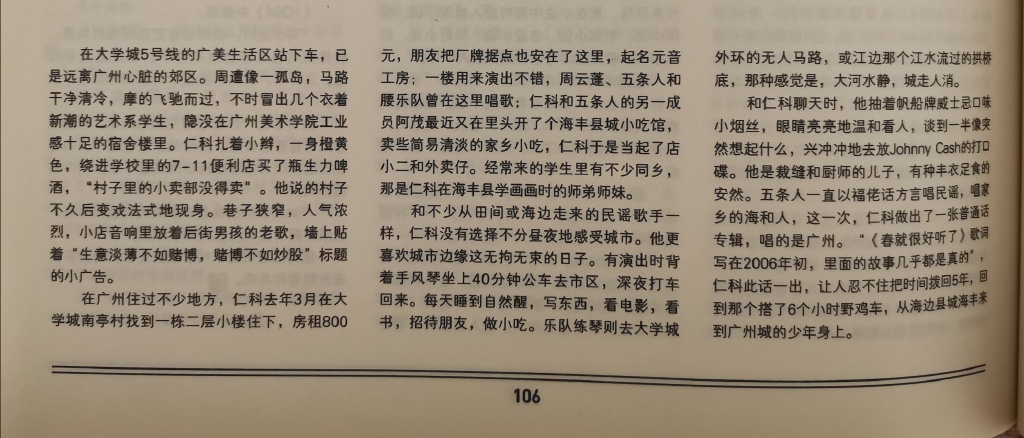 在大学城5号线的广美生活区站下车，已
是远离广州心脏的郊区。周遭像一孤岛，马路
干净清冷，摩的飞驰而过，不时冒出几个衣着
新潮的艺术系学生，隐没在广州美术学院工业
感十足的宿舍楼里。仁科扎着小辫，一身橙黄
色，绕进学校里的7-11便利店买了瓶生力啤
酒，“村子里的小卖部没得卖”。他说的村子
不久后变戏法式地现身。巷子狭窄，人气浓
烈，小店音响里放着后街男孩的老歌，墙上贴
着“生意淡薄不如赌博，赌博不如炒股”标题
的小广告。
在广州住过不少地方，仁科去年3月在大
学城南亭村找到一栋二层小楼住下，房租800
元，朋友把厂牌据点也安在了这里，起名元音
工房；一楼用来演出不错，周云蓬、五条人和
腰乐队曾在这里唱歌；仁科和五条人的另一成
员阿茂最近又在里头开了个海丰县城小吃馆，
卖些简易清淡的家乡小吃，仁科于是当起了店
小二和外卖仔。经常来的学生里有不少同乡，
那是仁科在海丰县学画画时的师弟师妹。
和不少从田间或海边走来的民谣歌手一
样，仁科没有选择不分昼夜地感受城市。他更
喜欢城市边缘这无拘无束的日子。有演出时背
着手风琴坐上40分钟公车去市区，深夜打车
回来。每天睡到自然醒，写东西，看电影，看
书，招待朋友，做小吃。乐队练琴则去大学城
外环的无人马路，或江边那个江水流过的拱桥
底，那种感觉是，大河水静，城走人消。
和仁科聊天时，他抽着帆船牌威士忌口味
小烟丝，眼睛亮亮地温和看人，谈到一半像突
然想起什么，兴冲冲地去放Johnny Cash的打口
碟。他是裁缝和厨师的儿子，有种丰衣足食的
安然。五条人一直以福佬话方言唱民谣，唱家
乡的海和人，这一次，仁科做出了一张普通话
专辑，唱的是广州。“《春就很好听了》歌词
写在2006年初，里面的故事几乎都是真的”，
仁科此话一出，让人忍不住把时间拨回5年，回
到那个搭了6个小时野鸡车，从海边县城海丰来
到广州城的少年身上。
106